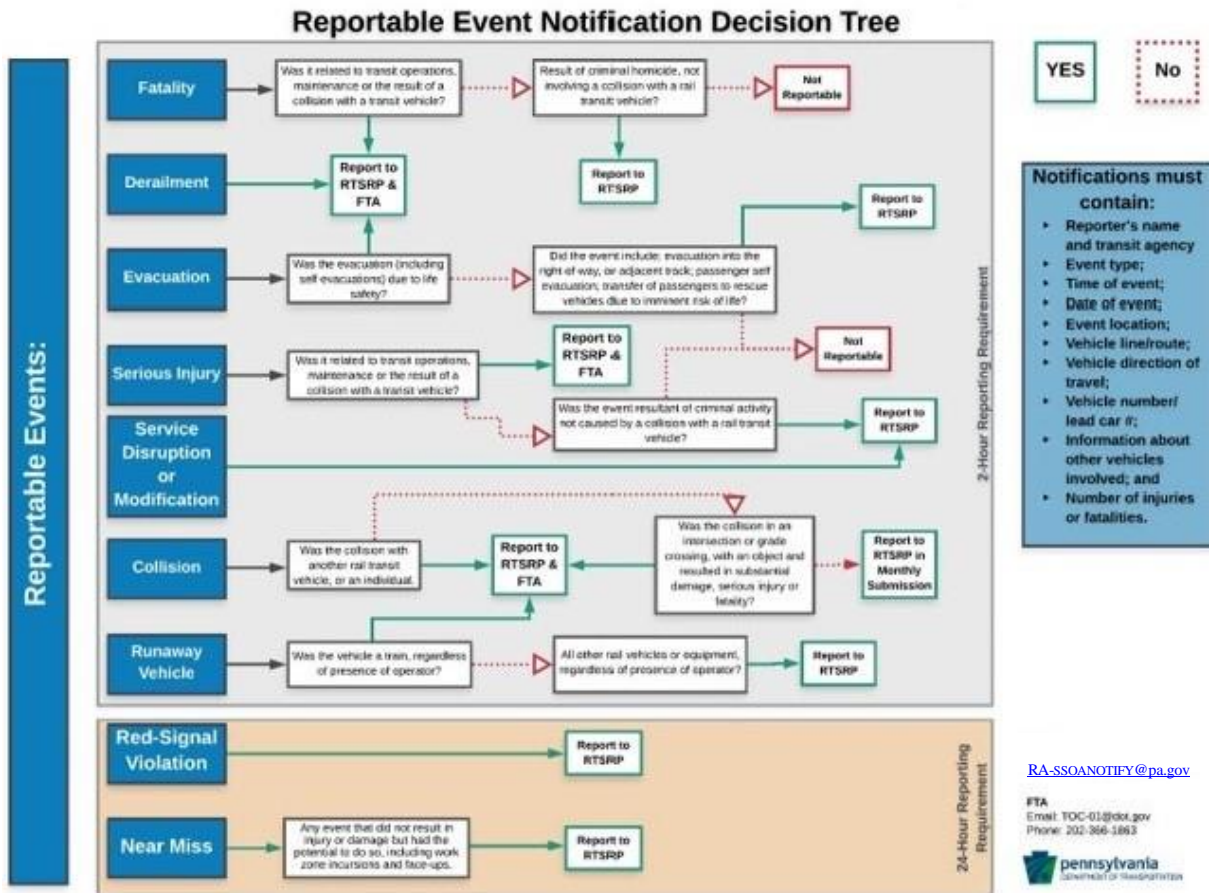 Reportable Event Notification Decision Tree
Reportable Events:
Fatality
Was it related to transit operations,
maintenance or the result of a
collision with a transit vehicle?
Result of criminal homicide, not
involving a collision with a rail
transit vehicle?
Not
Reportable
YES
No
Derailment
Report to
RTSRP &
FTA
Report to
RTSRP
Report to
RTSRP
Evacuation
Was the evacuation (including
self evacuations) due to life
safety?
Did the event include; evacuation into the
right of way, or adjacent track; passenger self
evacuation; transfer of passengers to rescue
vehicles due to imminent risk of life?
Serious Injury
Was it related to transit operations,
maintenance or the result of a
collision with a transit vehicle?
Report to
RTSRP &
FTA
Not
Reportable
Was the event resultant of criminal activity
not caused by a collision with a rail transit
vehicle?
Report to
RTSRP
Service
Disruption
or
Modification
Collision
Was the collision with
another rail transit
vehicle, or an individual.
Report to
RTSRP &
FTA
Was the collision in an
intersection or grade
crossing, with an object and
resulted in substantial
damage, serious injury or
fatality?
Report to
RTSRP in
Monthly
Submission
Runaway
Vehicle
Was the vehicle a train, regardless
of presence of operator?
All other rail vehicles or equipment,
regardless of presence of operator?
Report to
RTSRP
2-Hour Reporting Requirement
Red-Signal
Violation
Report to
RTSRP
Near Miss
Any event that did not result in
injury or damage but had the
potential to do so, including work
zone incursions and face-ups.
Report to
RTSRP
24-Hour Reporting
Requirement
Notifications must
contain:
Reporter's name
and transit agency
Event type;
Time of event;
Date of event;
Event location;
Vehicle line/route;
Vehicle direction of
travel;
Vehicle number/
lead car #;
Information about
other vehicles
involved; and
Number of injuries
or fatalities.
RA-SSOANOTIFY@pa.gov
FTA
Email: TOC-01@dot.gov
Phone: 202-366-1863
pennsylvania
DEPARTMENT OF TRANSPORTATION